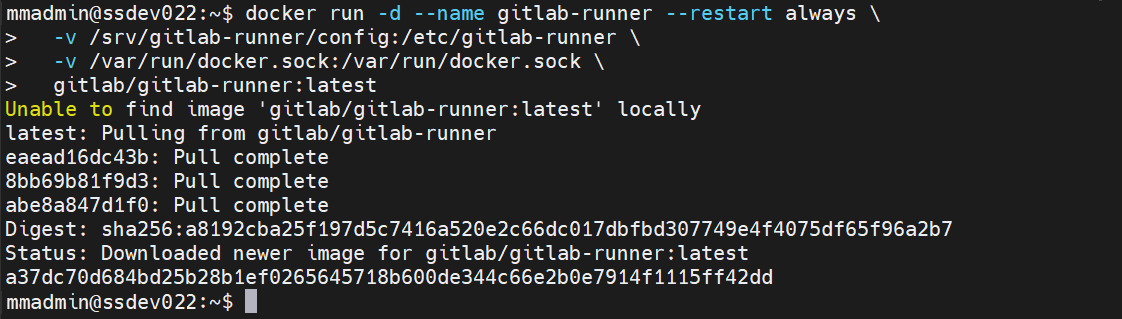 mmadmin@ssdev022:~$ docker run -d --name gitlab-runner --restart always \
>   -v /srv/gitlab-runner/config:/etc/gitlab-runner \
>   -v /var/run/docker.sock:/var/run/docker.sock \
>   gitlab/gitlab-runner:latest
Unable to find image 'gitlab/gitlab-runner:latest' locally
latest: Pulling from gitlab/gitlab-runner
eaead16dc43b: Pull complete
8bb69b81f9d3: Pull complete
abe8a847d1f0: Pull complete
Digest: sha256:a8192cba25f197d5c7416a520e2c66dc017dbfbd307749e4f4075df65f96a2b7
Status: Downloaded newer image for gitlab/gitlab-runner:latest
a37dc70d684bd25b28b1ef0265645718b600de344c66e2b0e7914f1115ff42dd
mmadmin@ssdev022:~$